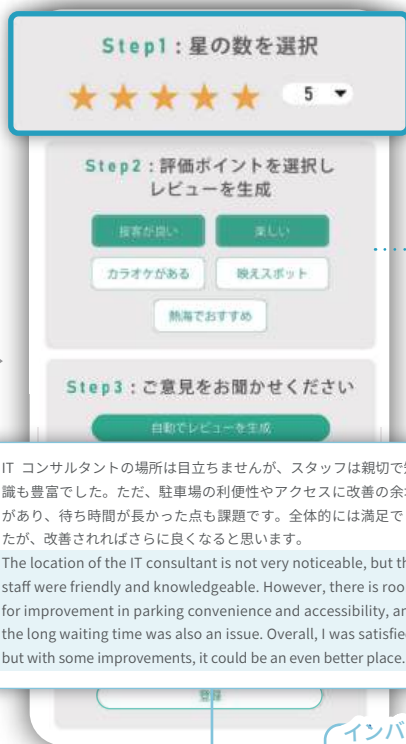 Step1：星の数を選択
★★★★★ 5 ▼
Step2：評価ポイントを選択し
レビューを生成
接客が良い 楽しい
カラオケがある 映えスポット
熱海でおすすめ
Step3：ご意見をお聞かせください
自動でレビューを生成
IT コンサルタントの場所は目立ちませんが、スタッフは親切で
識も豊富でした。ただ、駐車場の利便性やアクセスに改善の余
があり、待ち時間が長かった点も課題です。全体的には満足で
たが、改善されればさらに良くなると思います。
The location of the IT consultant is not very noticeable, but th
staff were friendly and knowledgeable. However, there is roo
for improvement in parking convenience and accessibility, an
the long waiting time was also an issue. Overall, I was satisfied
but with some improvements, it could be an even better place.
登録
インバ